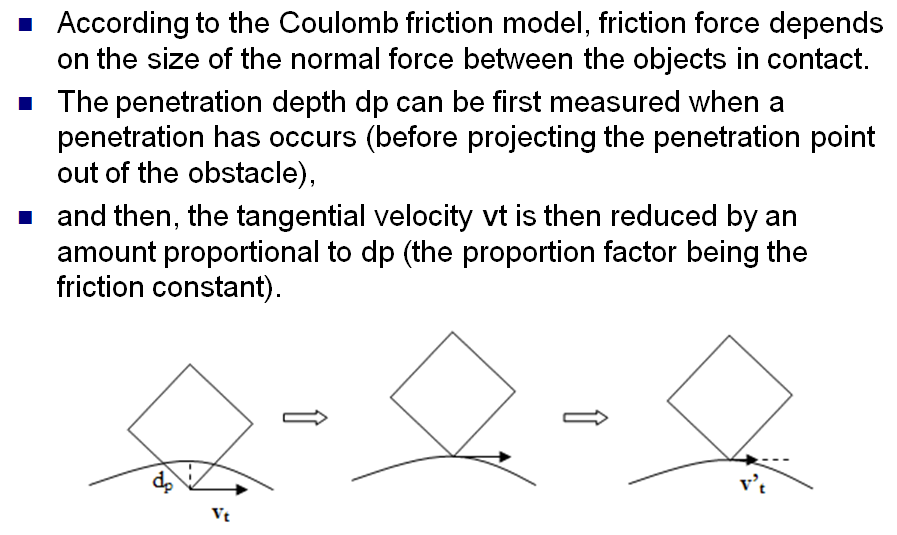 According to the Coulomb friction model, friction force depends
on the size of the normal force between the objects in contact.
The penetration depth dp can be first measured when a
penetration has occurs (before projecting the penetration point
out of the obstacle),
and then, the tangential velocity vt is then reduced by an
amount proportional to dp (the proportion factor being the
friction constant).
dp
vt
v't